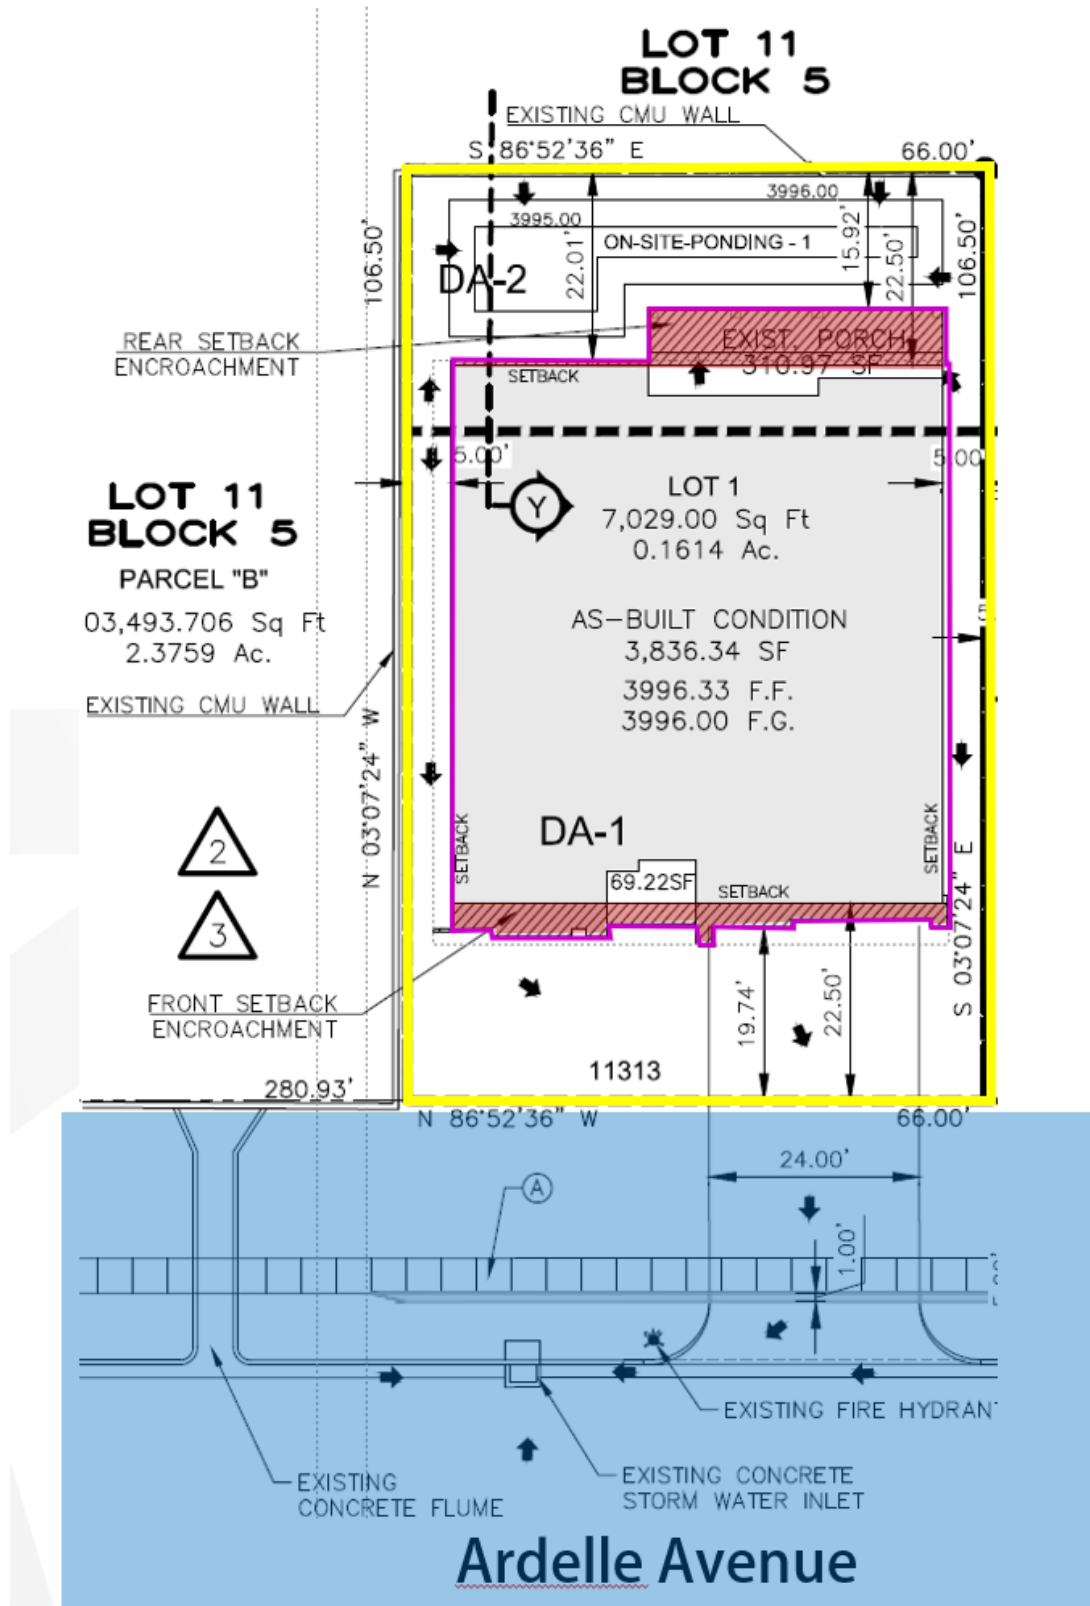 LOT 11
BLOCK 5
EXISTING CMU WALL
S 86°52'36" E
66.00'
3996.00
3995.00
ON-SITE-PONDING - 1
DA-2
106.50'
22.01'
15.92'
22.50'
106.50'
REAR SETBACK
ENCROACHMENT
EXIST. PORCH
310.97 SF
SETBACK
5.00'
5.00
Y
LOT 1
7,029.00 Sq Ft
0.1614 Ac.
LOT 11
BLOCK 5
PARCEL "B"
03,493.706 Sq Ft
2.3759 Ac.
AS-BUILT CONDITION
3,836.34 SF
3996.33 F.F.
3996.00 F.G.
5
EXISTING CMU WALL
N 03°07'24" W
2
3
DA-1
SETBACK
SETBACK
69.22SF
SETBACK
S 03°07'24" E
FRONT SETBACK
ENCROACHMENT
19.74'
22.50'
11313
280.93'
N 86°52'36" W
66.00'
24.00'
A
1.00'
EXISTING FIRE HYDRAN
EXISTING
CONCRETE FLUME
EXISTING CONCRETE
STORM WATER INLET
Ardelle Avenue